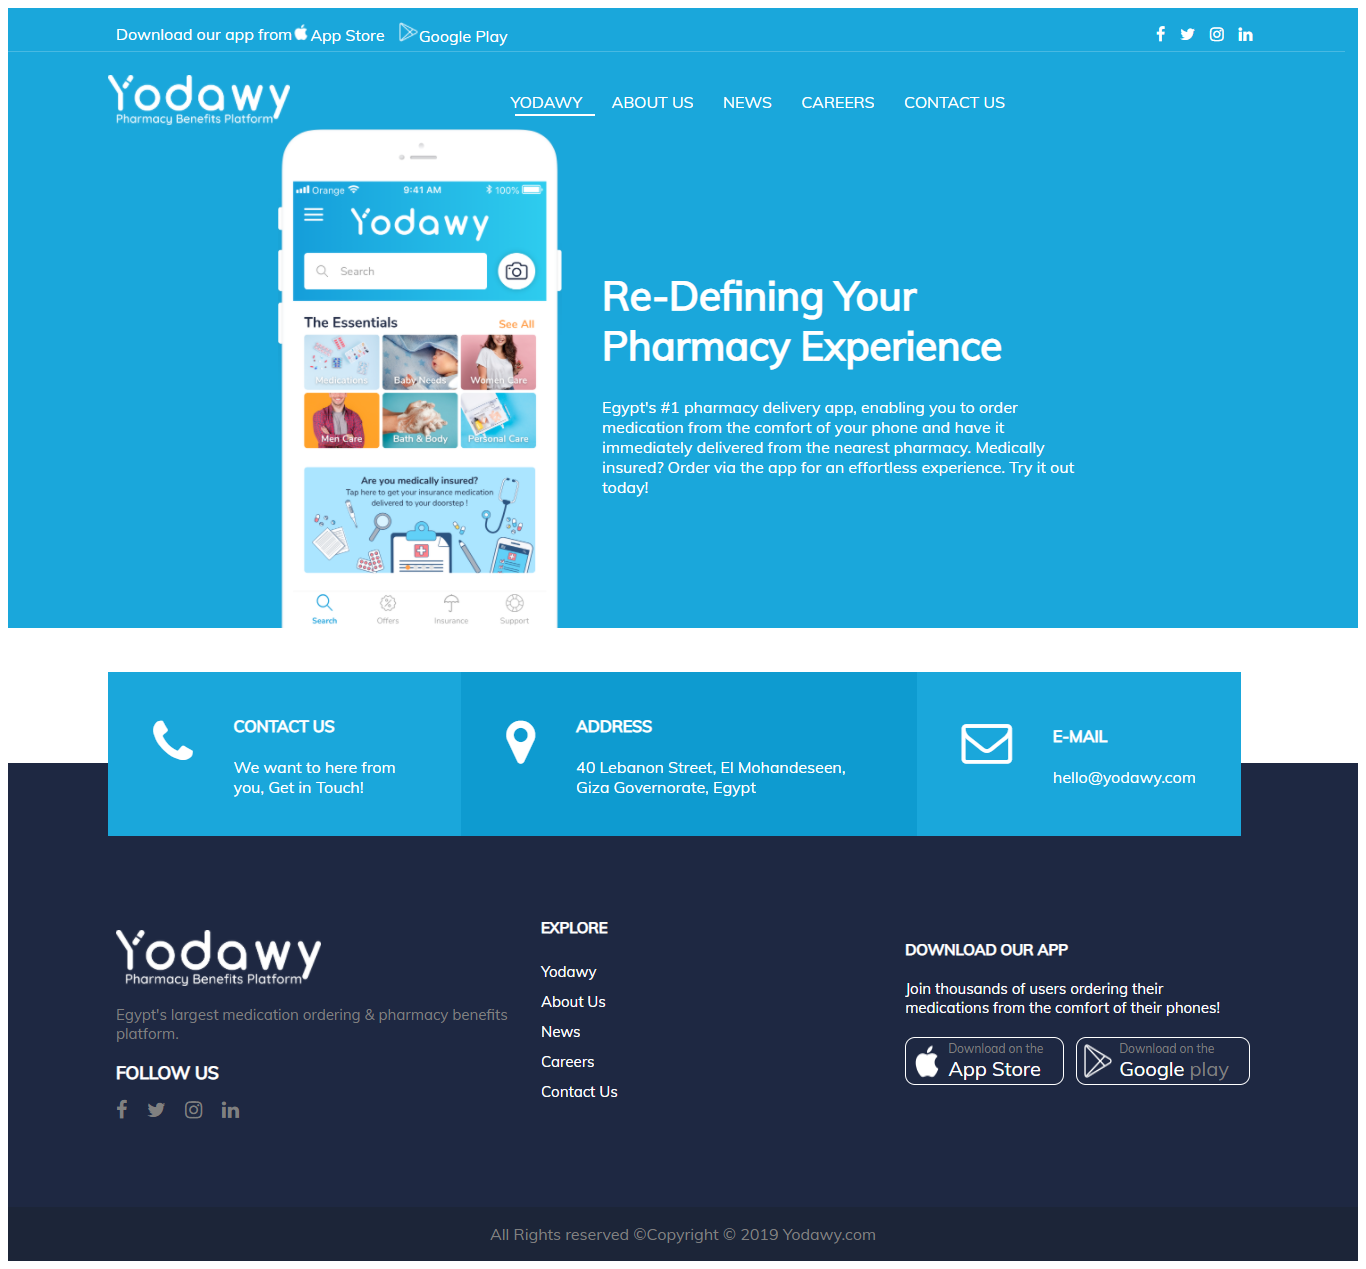 Download our app from App Store Google Play
Yodawy
Pharmacy Benefits Platform
YODAWY ABOUT US NEWS CAREERS CONTACT US
Orange 9:41 AM 100%
Yodawy
Search
The Essentials See All
Medications Baby Needs Women Care
Men Care Bath & Body Personal Care
Are you medically insured?
Tap here to get your insurance medication
delivered to your doorstep !
Search Offers Insurance Support
Re-Defining Your
Pharmacy Experience
Egypt's #1 pharmacy delivery app, enabling you to order
medication from the comfort of your phone and have it
immediately delivered from the nearest pharmacy. Medically
insured? Order via the app for an effortless experience. Try it out
today!
CONTACT US
We want to here from
you, Get in Touch!
ADDRESS
40 Lebanon Street, El Mohandeseen,
Giza Governorate, Egypt
E-MAIL
hello@yodawy.com
Yodawy
Pharmacy Benefits Platform
Egypt's largest medication ordering & pharmacy benefits
platform.
FOLLOW US
EXPLORE
Yodawy
About Us
News
Careers
Contact Us
DOWNLOAD OUR APP
Join thousands of users ordering their
medications from the comfort of their phones!
Download on the
App Store
Download on the
Google play
All Rights reserved ©Copyright © 2019 Yodawy.com